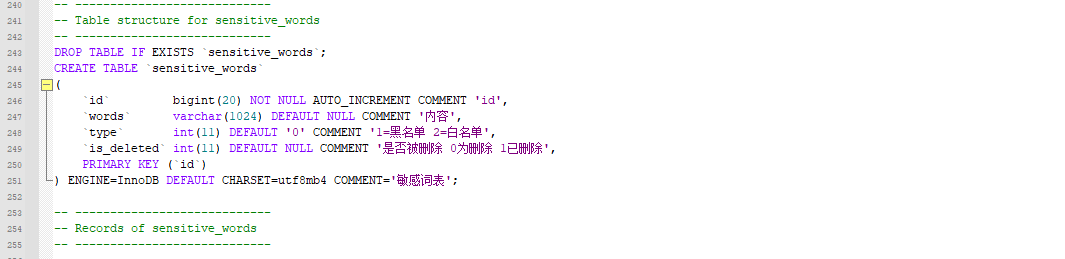 240 -- ----------------------------
241 -- Table structure for sensitive_words
242 -- ----------------------------
243 DROP TABLE IF EXISTS `sensitive_words`;
244 CREATE TABLE `sensitive_words`
245 (
246 `id` bigint(20) NOT NULL AUTO_INCREMENT COMMENT 'id',
247 `words` varchar(1024) DEFAULT NULL COMMENT '内容',
248 `type` int(11) DEFAULT '0' COMMENT '1=黑名单 2=白名单',
249 `is_deleted` int(11) DEFAULT NULL COMMENT '是否被删除 0为删除 1已删除',
250 PRIMARY KEY (`id`)
251 ) ENGINE=InnoDB DEFAULT CHARSET=utf8mb4 COMMENT='敏感词表';
252
253 -- ----------------------------
254 -- Records of sensitive_words
255 -- ----------------------------